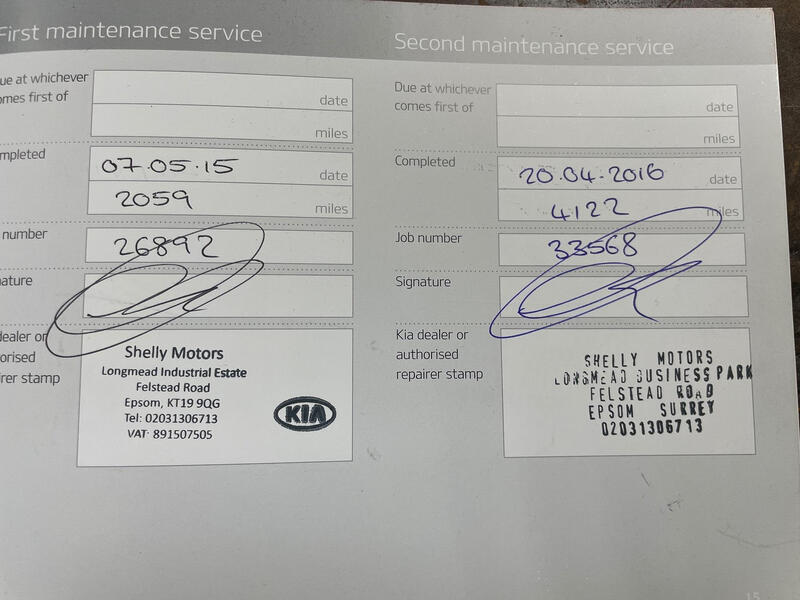 First maintenance service
ue at whichever
omes first of
date
miles
mpleted
07.05.15
date
2059
miles
number
26892
ature
ealer or
orised
irer stamp
Shelly Motors
Longmead Industrial Estate
Felstead Road
Epsom, KT19 9QG
Tel: 02031306713
VAT: 891507505
KIA
Second maintenance service
Due at whichever
comes first of
date
miles
Completed
20.04.2016
date
4122
miles
Job number
33568
Signature
Kia dealer or
authorised
repairer stamp
SHELLY MOTORS
LONGMEAD BUSINESS PARK
FELSTEAD ROAD
EPSOM SURREY
02031306713
15